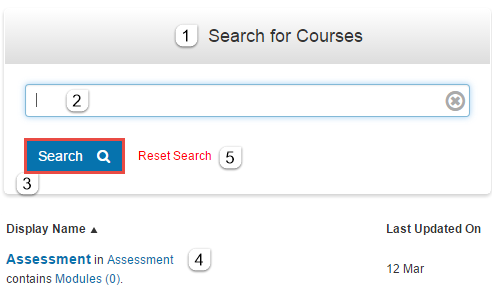 1 Search for Courses
2
Search Reset Search 5
3
Display Name ▲ Last Updated On
Assessment in Assessment 4
contains Modules (0). 12 Mar